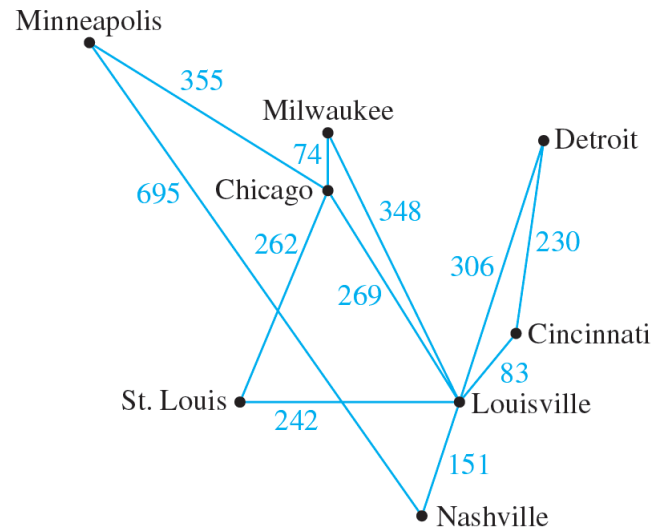 Minneapolis
355
Milwaukee
Detroit
74
Chicago
695
348
262
230
306
269
Cincinnati
83
St. Louis
Louisville
242
151
Nashville